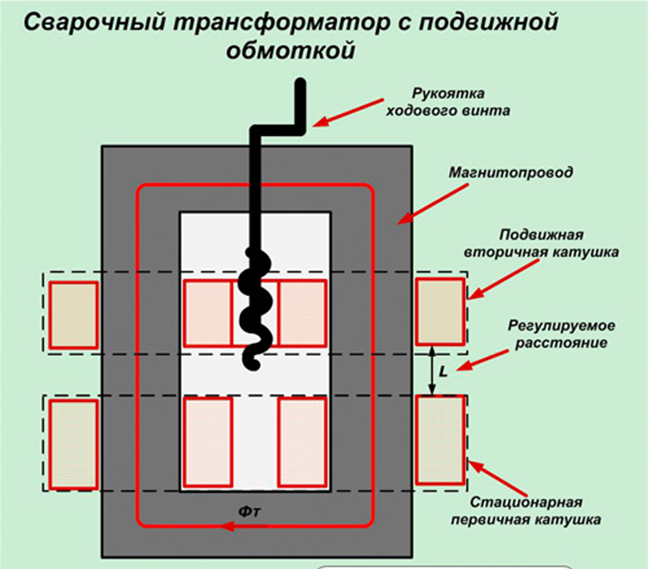 Сварочный трансформатор с подвижной
обмоткой
Рукоятка
ходового винта
Магнитопровод
Подвижная
вторичная катушка
Регулируемое
расстояние
L
Стационарная
первичная катушка
Фт